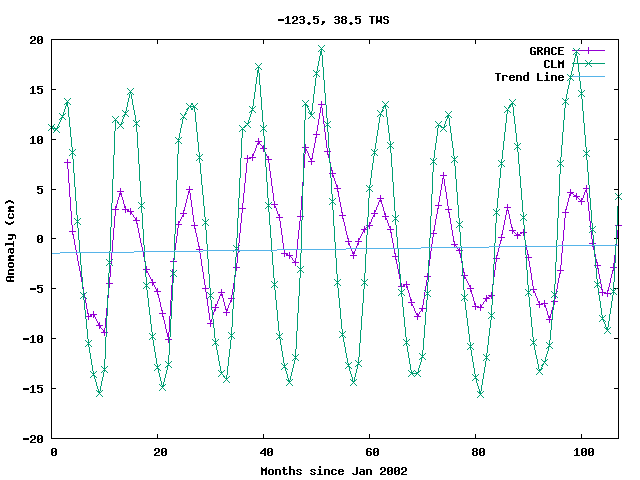 -123.5, 38.5 TWS
GRACE
CLM
Trend Line
20
15
10
5
0
-5
-10
-15
-20
Anomaly (cm)
0 20 40 60 80 100
Months since Jan 2002